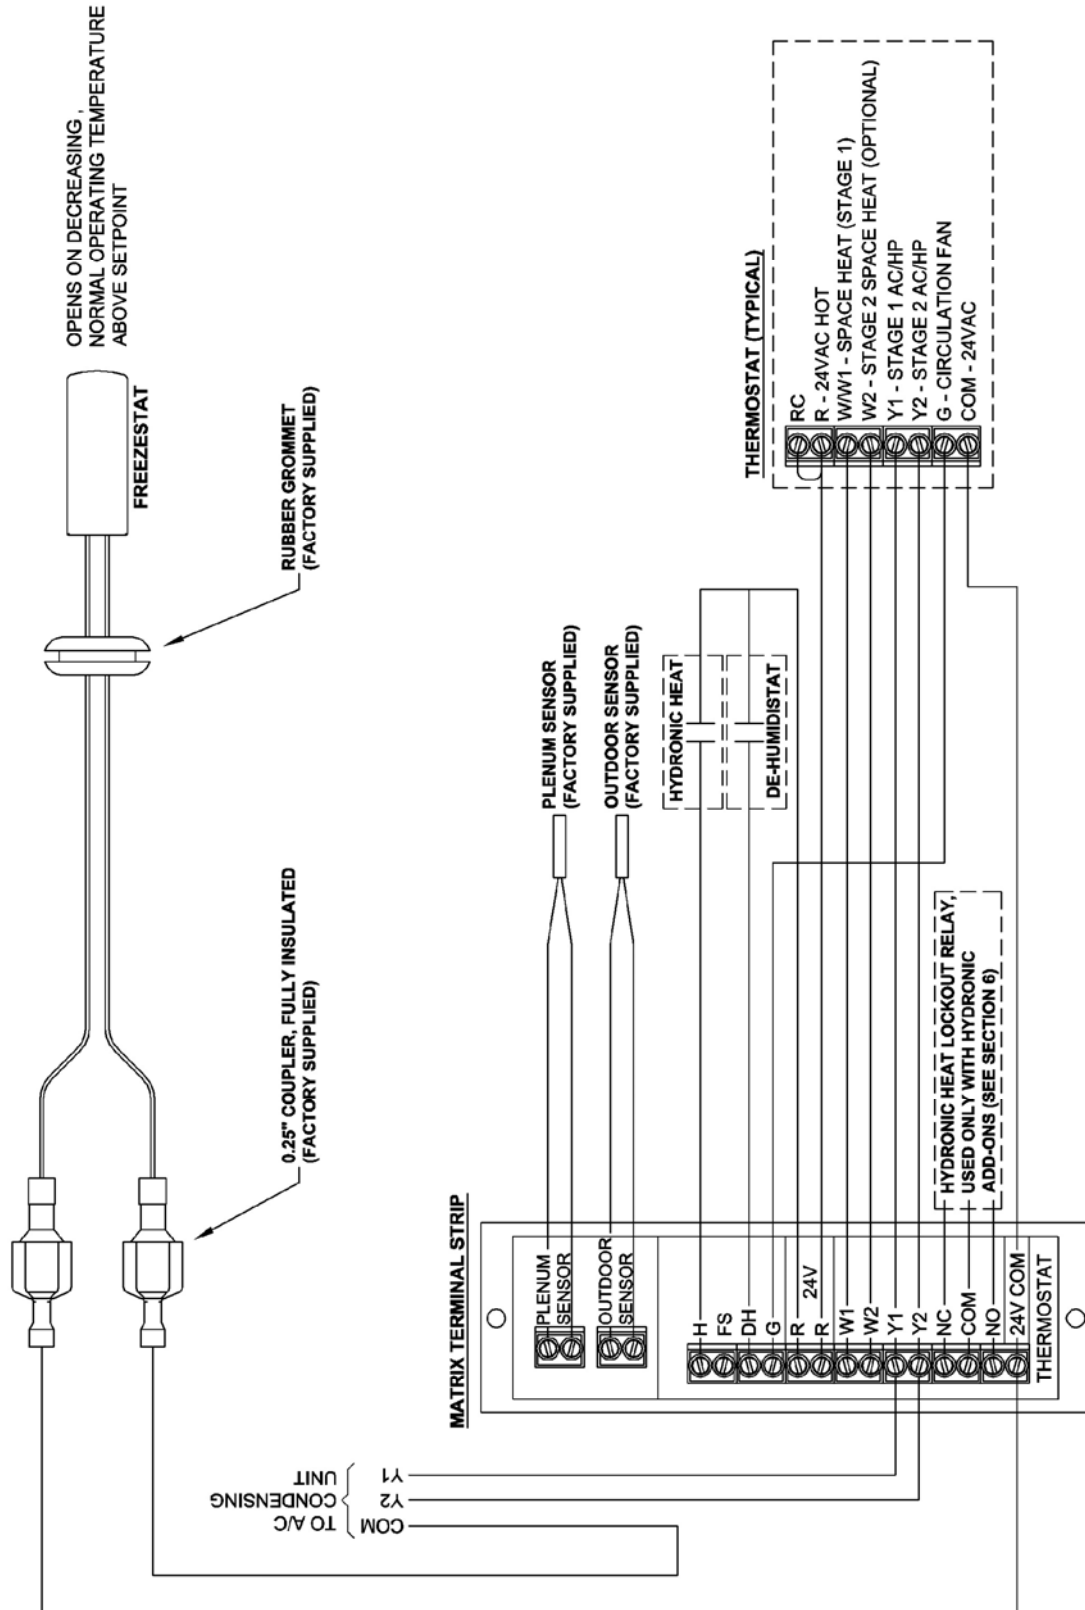 OPENS ON DECREASING ,
NORMAL OPERATING TEMPERATURE
ABOVE SETPOINT
FREEZESTAT
RUBBER GROMMET
(FACTORY SUPPLIED)
0.25" COUPLER, FULLY INSULATED
(FACTORY SUPPLIED)
PLENUM SENSOR
(FACTORY SUPPLIED)
OUTDOOR SENSOR
(FACTORY SUPPLIED)
HYDRONIC HEAT
DE-HUMIDISTAT
THERMOSTAT (TYPICAL)
RC
R - 24VAC HOT
W/W1 - SPACE HEAT (STAGE 1)
W2 - STAGE 2 SPACE HEAT (OPTIONAL)
Y1 - STAGE 1 AC/HP
Y2 - STAGE 2 AC/HP
G - CIRCULATION FAN
COM - 24VAC
HYDRONIC HEAT LOCKOUT RELAY,
USED ONLY WITH HYDRONIC
ADD-ONS (SEE SECTION 6)
MATRIX TERMINAL STRIP
PLENUM
SENSOR
OUTDOOR
SENSOR
H
FS
DH
G
R
24V
R
W1
W2
Y1
Y2
NC
COM
NO
24V COM
THERMOSTAT
TO A/C
CONDENSING
UNIT
COM
Y2
Y1